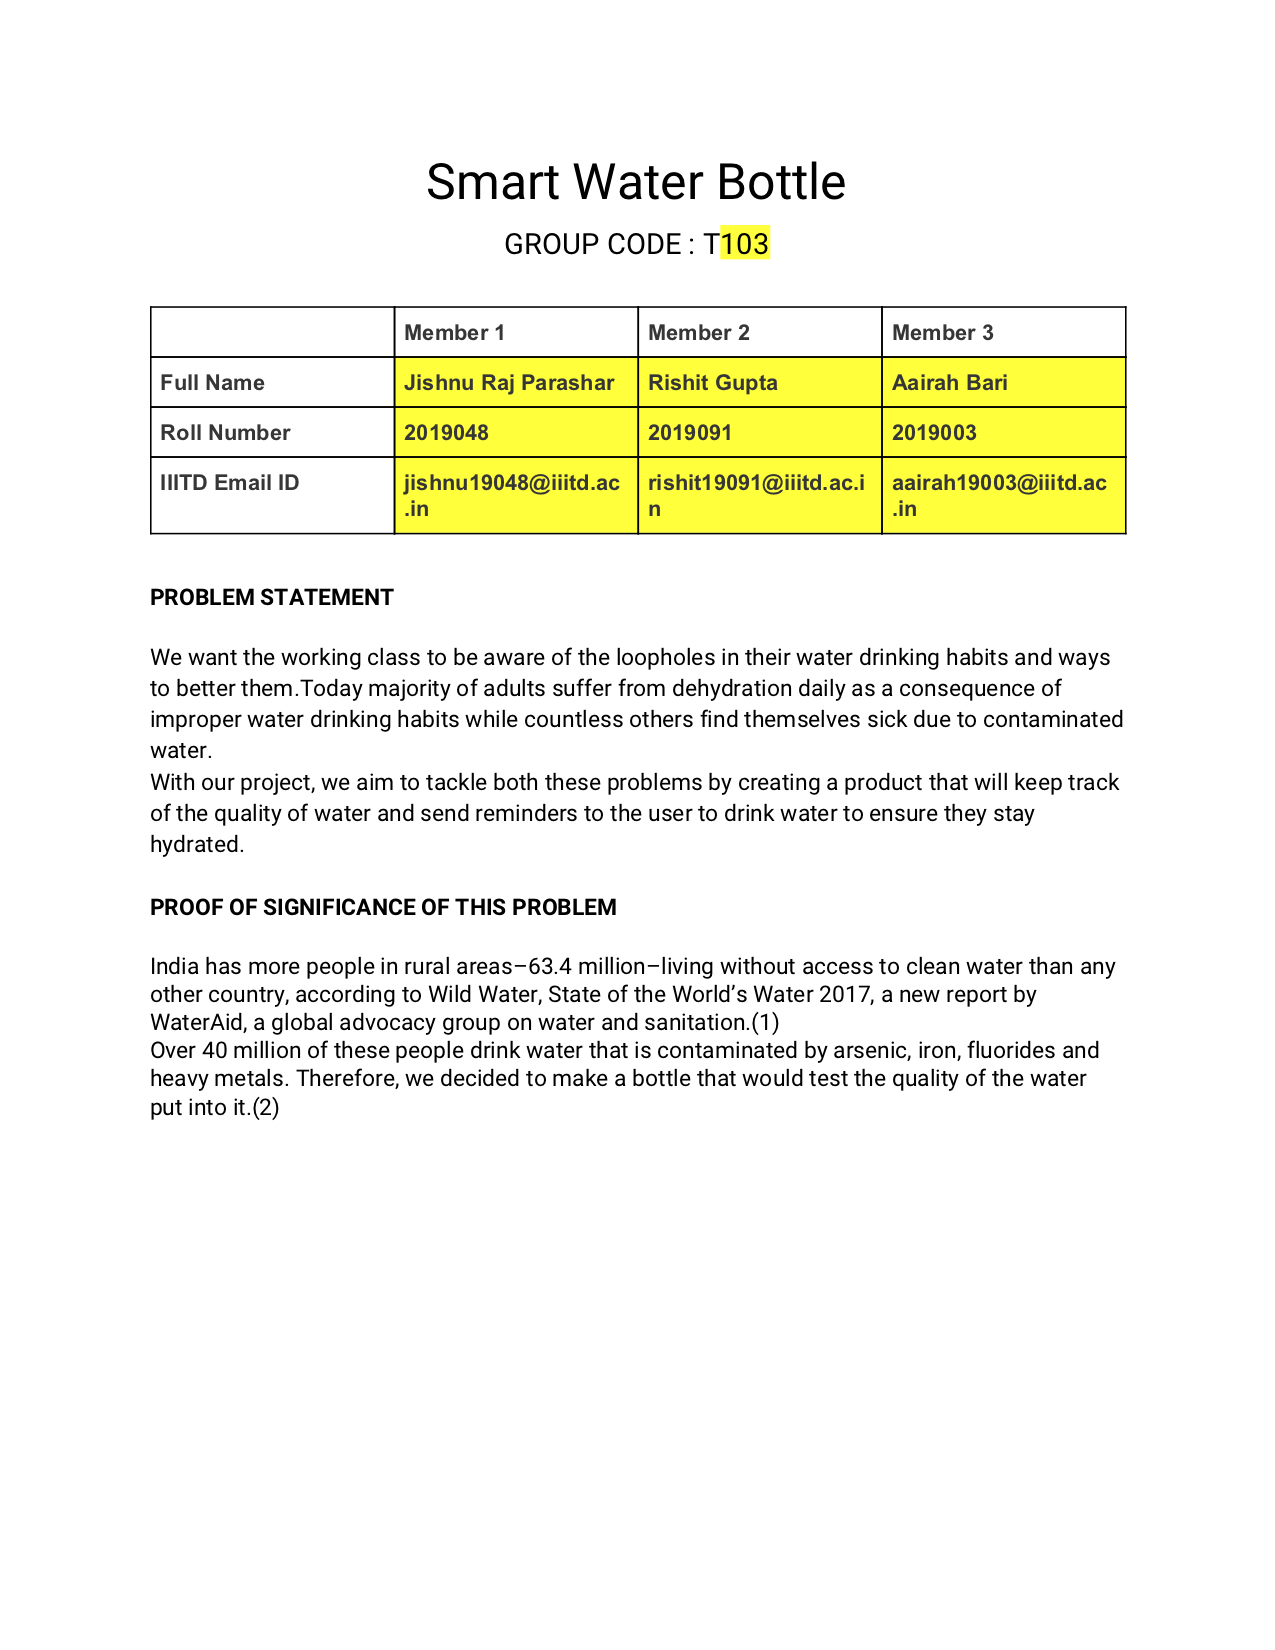 Smart Water Bottle
GROUP CODE : T103
Member 1 Member 2 Member 3
Full Name Jishnu Raj Parashar Rishit Gupta Aairah Bari
Roll Number 2019048 2019091 2019003
IIITD Email ID jishnu19048@iiitd.ac rishit19091@iiitd.ac.i aairah19003@iiitd.ac
.in n .in
PROBLEM STATEMENT
We want the working class to be aware of the loopholes in their water drinking habits and ways
to better them.Today majority of adults suffer from dehydration daily as a consequence of
improper water drinking habits while countless others find themselves sick due to contaminated
water.
With our project, we aim to tackle both these problems by creating a product that will keep track
of the quality of water and send reminders to the user to drink water to ensure they stay
hydrated.
PROOF OF SIGNIFICANCE OF THIS PROBLEM
India has more people in rural areas–63.4 million–living without access to clean water than any
other country, according to Wild Water, State of the World’s Water 2017, a new report by
WaterAid, a global advocacy group on water and sanitation.(1)
Over 40 million of these people drink water that is contaminated by arsenic, iron, fluorides and
heavy metals. Therefore, we decided to make a bottle that would test the quality of the water
put into it.(2)